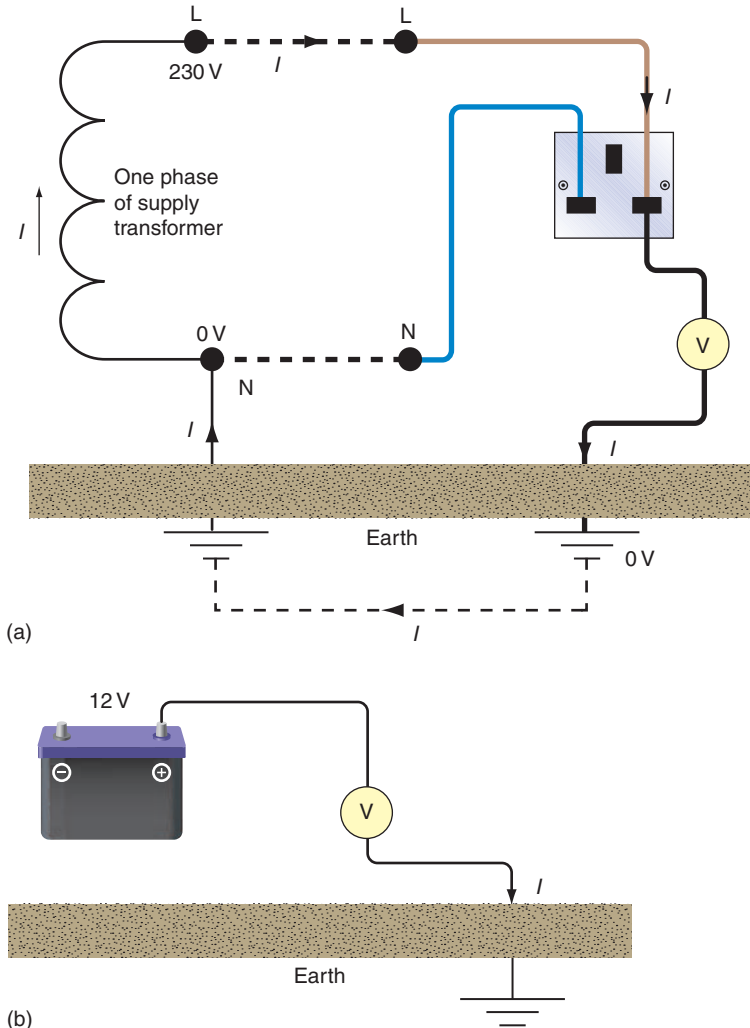 L
L
230 V
I
I
One phase
of supply
transformer
I
0 V
N
N
V
I
I
Earth
0 V
I
(a)
12 V
−
+
V
I
Earth
(b)